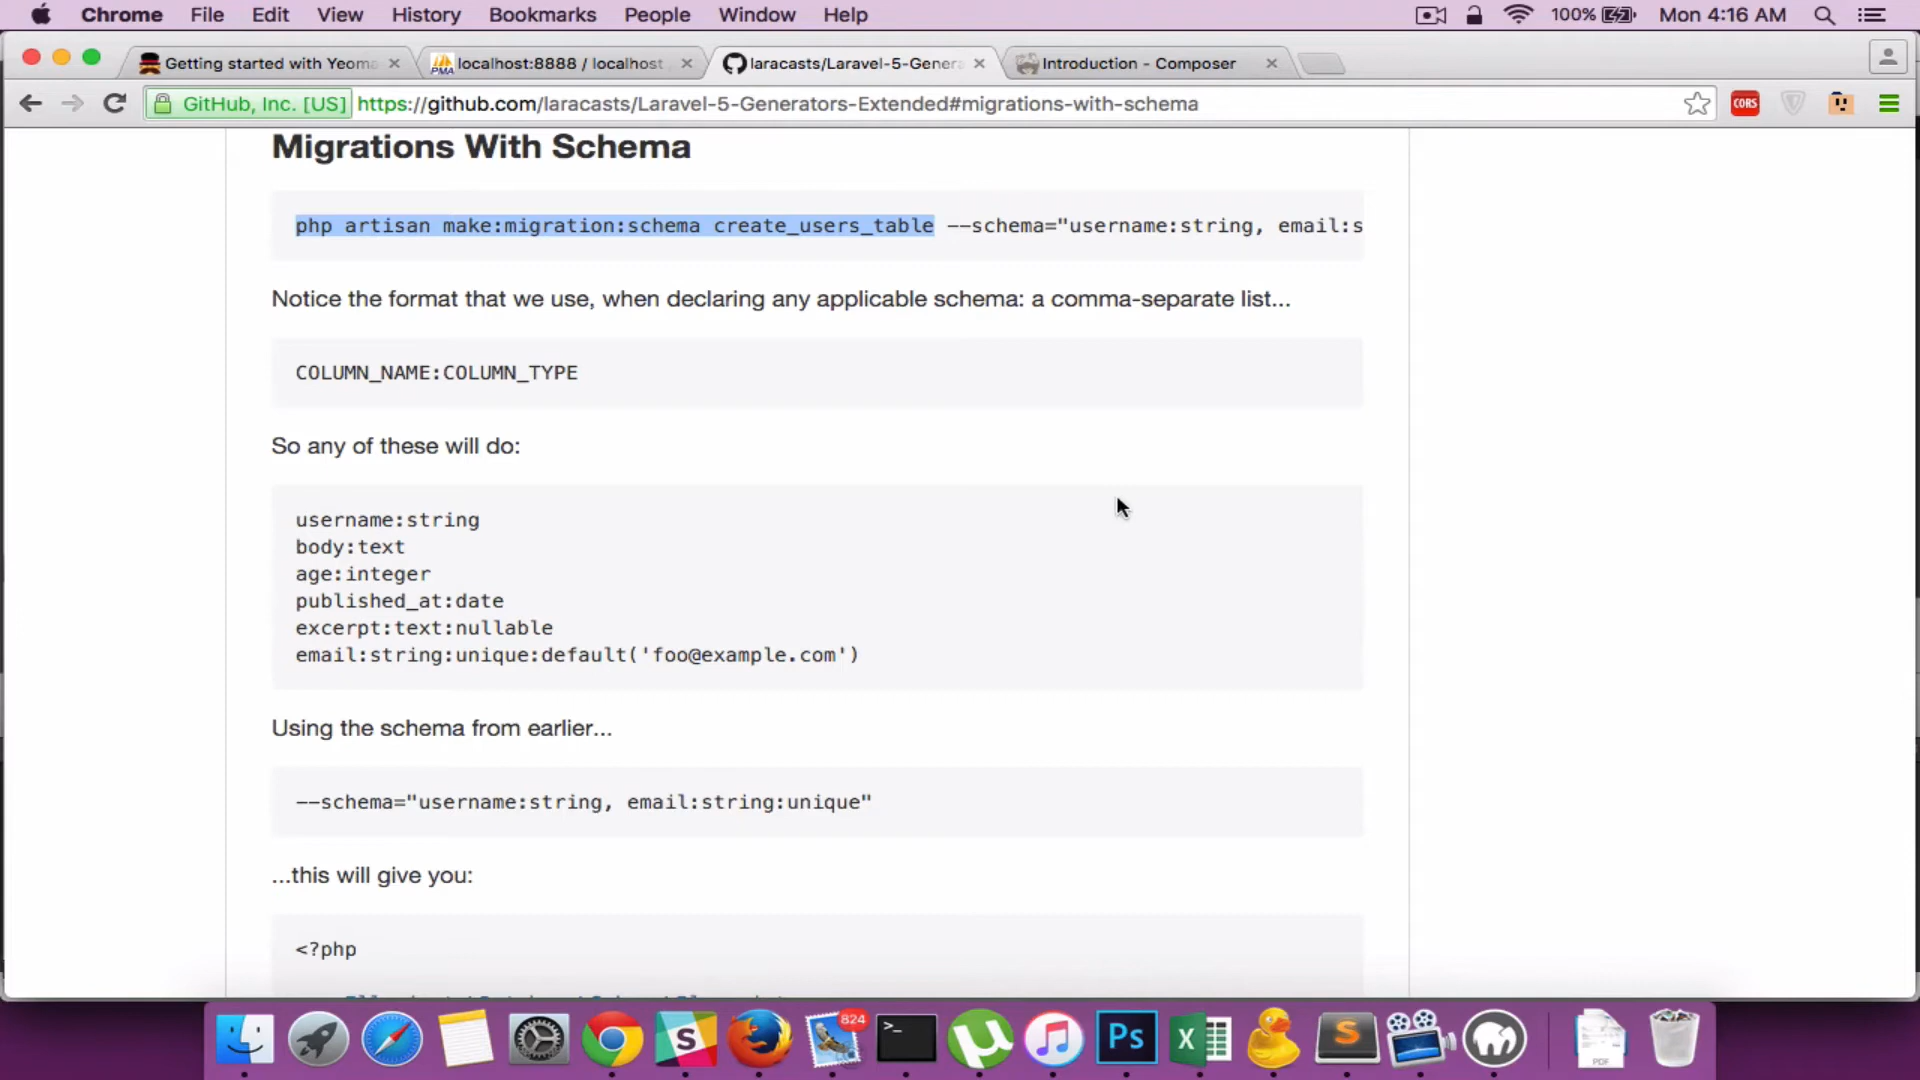 Chrome File Edit View History Bookmarks People Window Help 100% Mon 4:16 AM
Getting started with Yeoma localhost:8888 / localhost laracasts/Laravel-5-Genera Introduction - Composer
GitHub, Inc. [US] https://github.com/laracasts/Laravel-5-Generators-Extended#migrations-with-schema CORS
Migrations With Schema
php artisan make:migration:schema create_users_table --schema="username:string, email:s
Notice the format that we use, when declaring any applicable schema: a comma-separate list...
COLUMN_NAME:COLUMN_TYPE
So any of these will do:
username:string
body:text
age:integer
published_at:date
excerpt:text:nullable
email:string:unique:default('foo@example.com')
Using the schema from earlier...
--schema="username:string, email:string:unique"
...this will give you:
<?php
824
PDF